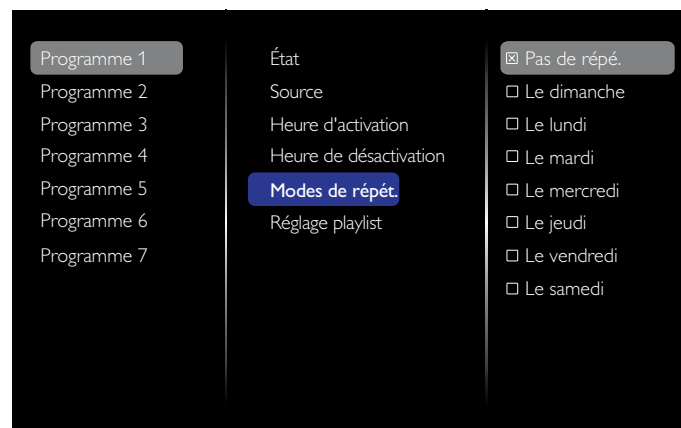 Programme 1
Programme 2
Programme 3
Programme 4
Programme 5
Programme 6
Programme 7
État
Source
Heure d'activation
Heure de désactivation
Modes de répét.
Réglage playlist
☒ Pas de répé.
☐ Le dimanche
☐ Le lundi
☐ Le mardi
☐ Le mercredi
☐ Le jeudi
☐ Le vendredi
☐ Le samedi